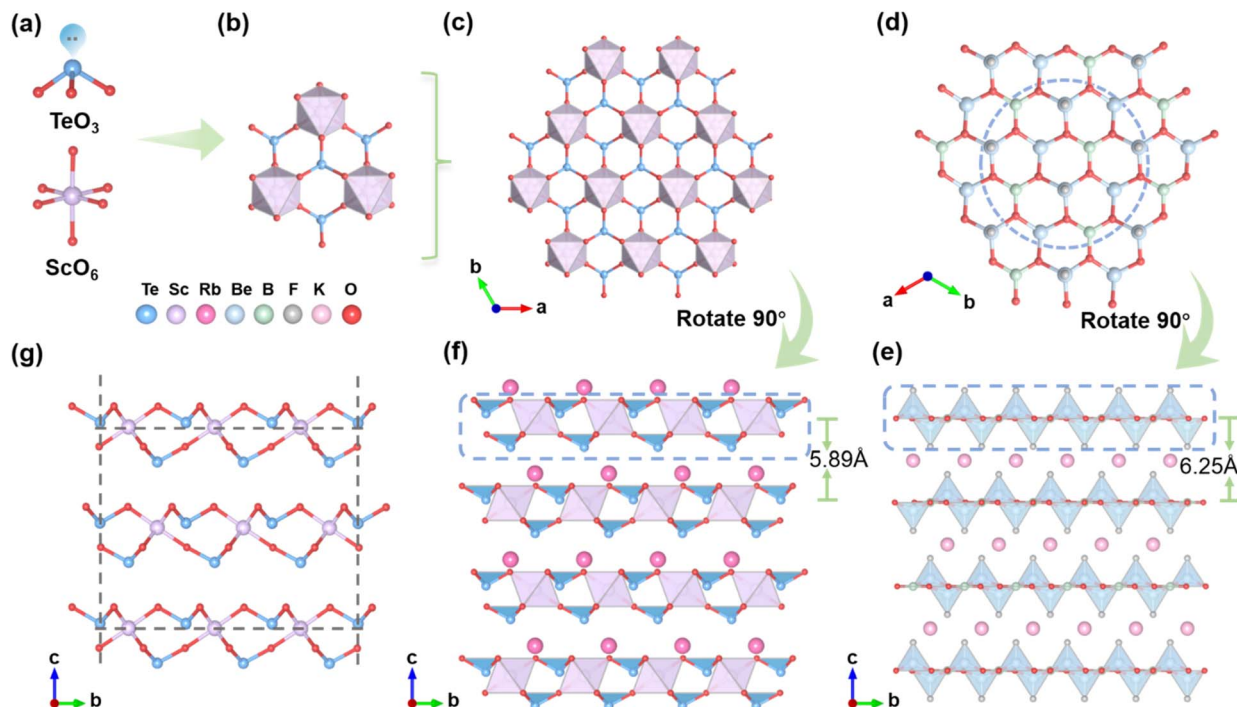 (a)
(b)
(c)
(d)
TeO3
ScO6
Te Sc Rb Be B F K O
b
a
Rotate 90°
a
b
Rotate 90°
(g)
(f)
(e)
5.89Å
6.25Å
c
b
c
b
c
b